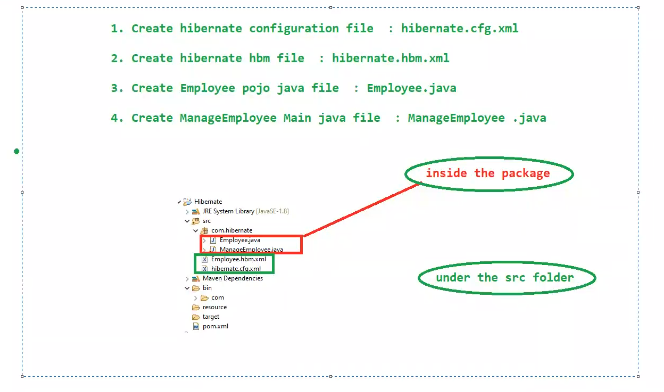 1. Create hibernate configuration file : hibernate.cfg.xml
2. Create hibernate hbm file : hibernate.hbm.xml
3. Create Employee pojo java file : Employee.java
4. Create ManageEmployee Main java file : ManageEmployee .java
inside the package
Hibernate
JRE System Library [JavaSE-1.8]
src
com.hibernate
Employee.java
ManageEmployee.java
Employee.hbm.xml
hibernate.cfg.xml
under the src folder
Maven Dependencies
bin
com
resource
target
pom.xml